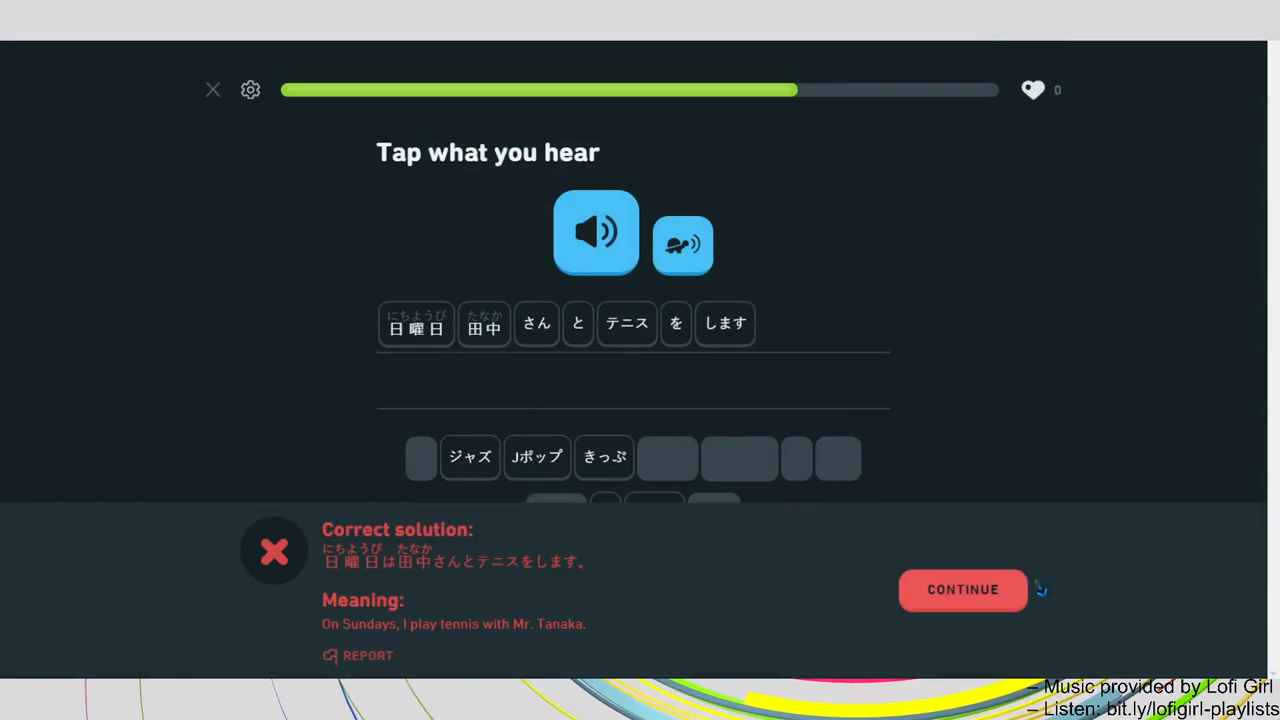 0
Tap what you hear
にちようび たなか
日曜日 田中 さん と テニス を します
ジャズ Jポップ きっぷ
Correct solution:
にちようび たなか
日曜日は田中さんとテニスをします。
Meaning:
On Sundays, I play tennis with Mr. Tanaka.
CONTINUE
REPORT
– Music provided by Lofi Girl
– Listen: bit.ly/lofigirl-playlists